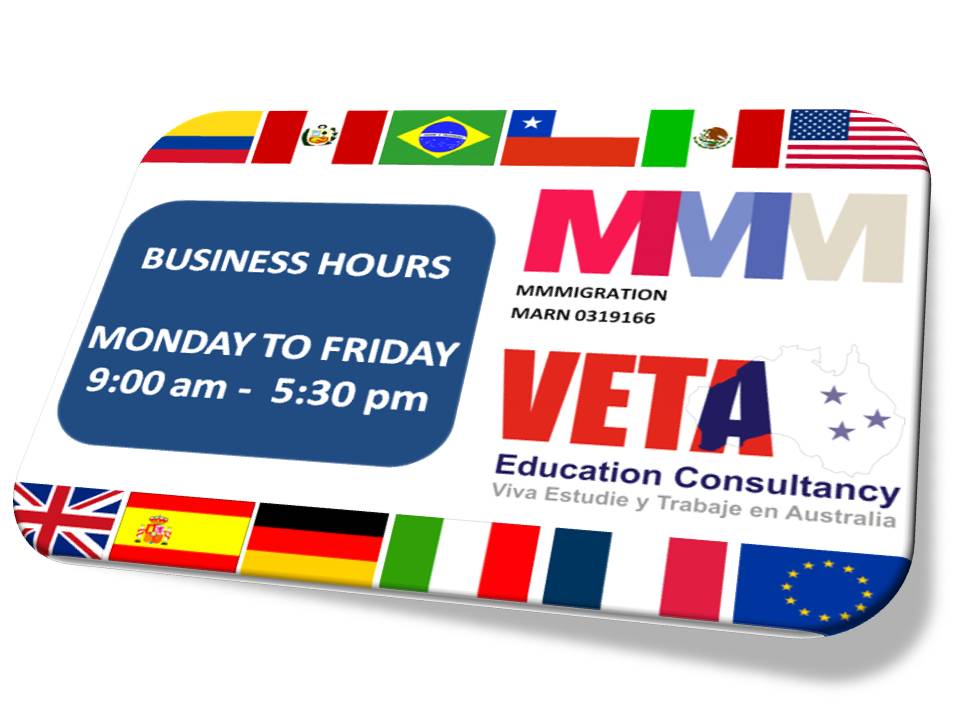 BUSINESS HOURS
MONDAY TO FRIDAY
9:00 am - 5:30 pm
MMM
MMMIGRATION
MARN 0319166
VETA
Education Consultancy
Viva Estudie y Trabaje en Australia